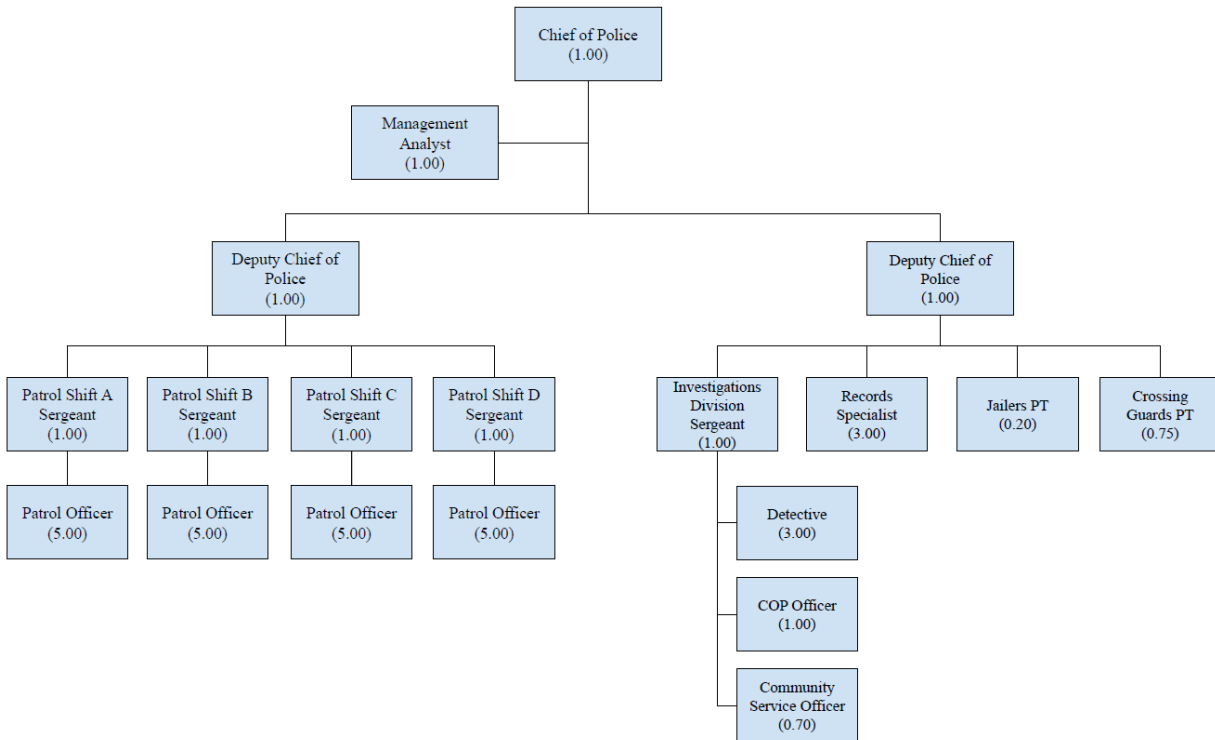 Chief of Police
(1.00)
Management
Analyst
(1.00)
Deputy Chief of
Police
(1.00)
Deputy Chief of
Police
(1.00)
Patrol Shift A
Sergeant
(1.00)
Patrol Shift B
Sergeant
(1.00)
Patrol Shift C
Sergeant
(1.00)
Patrol Shift D
Sergeant
(1.00)
Investigations
Division
Sergeant
(1.00)
Records
Specialist
(3.00)
Jailers PT
(0.20)
Crossing
Guards PT
(0.75)
Patrol Officer
(5.00)
Patrol Officer
(5.00)
Patrol Officer
(5.00)
Patrol Officer
(5.00)
Detective
(3.00)
COP Officer
(1.00)
Community
Service Officer
(0.70)